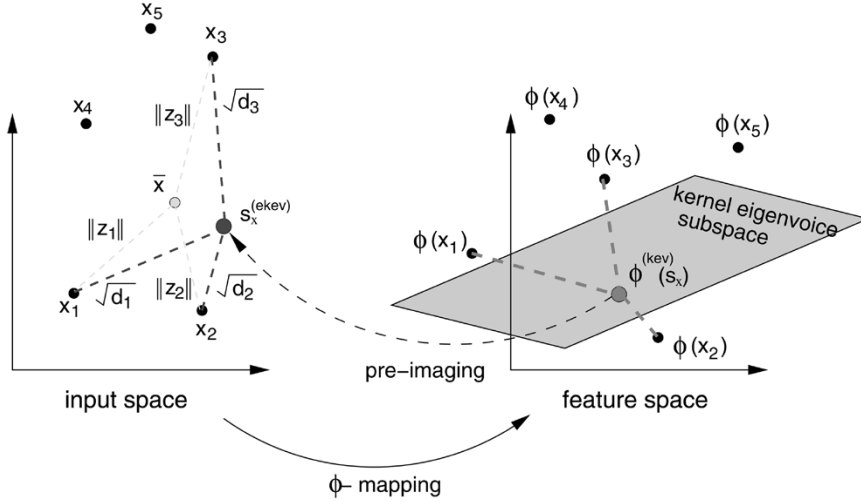 x5
x3
x4
‖z3‖
√d3
x̄
s_x^(ekev)
‖z1‖
x1
√d1
‖z2‖
√d2
x2
input space
ϕ(x4)
ϕ(x5)
ϕ(x3)
kernel eigenvoice
subspace
ϕ(x1)
ϕ^(kev)(s_x)
ϕ(x2)
pre-imaging
feature space
ϕ- mapping